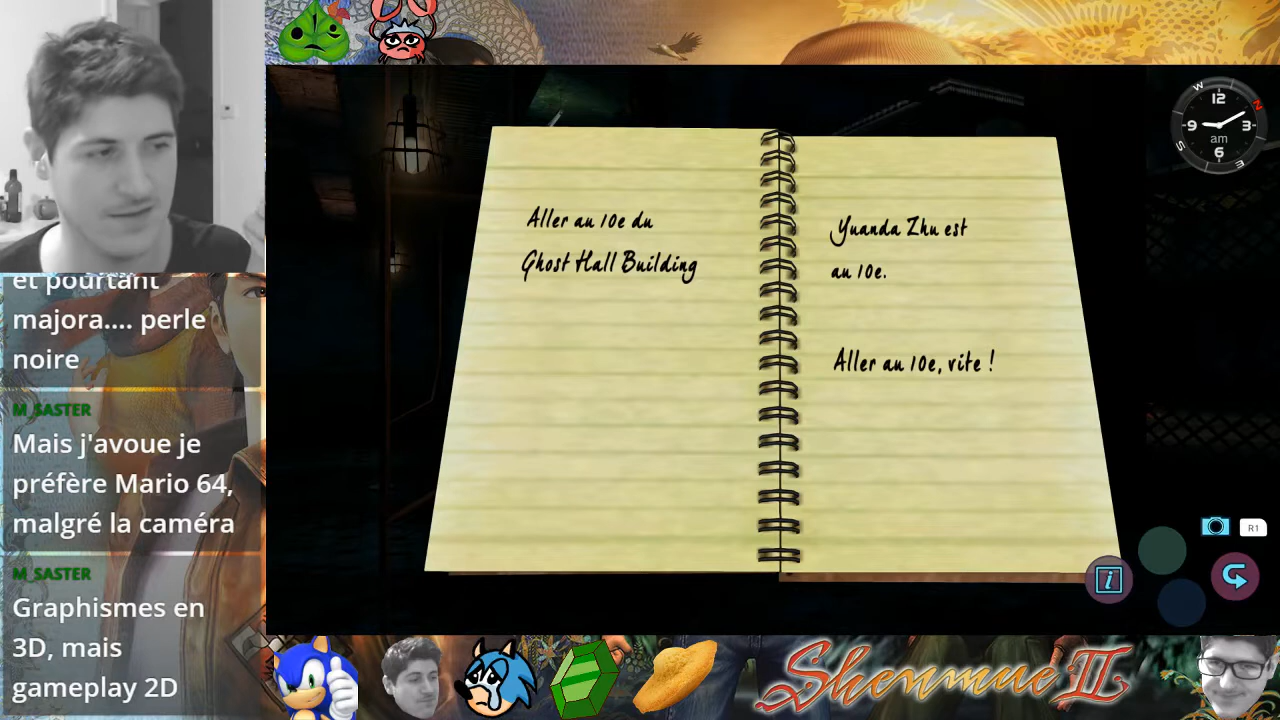 et pourtant
majora.... perle
noire
M_SASTER
Mais j'avoue je
préfère Mario 64,
malgré la caméra
M_SASTER
Graphismes en
3D, mais
gameplay 2D
Aller au 10e du
Ghost Hall Building
Yuanda Zhu est
au 10e.
Aller au 10e, vite !
W
N
S
E
12
9
3
am
6
R1
i
Shenmue II